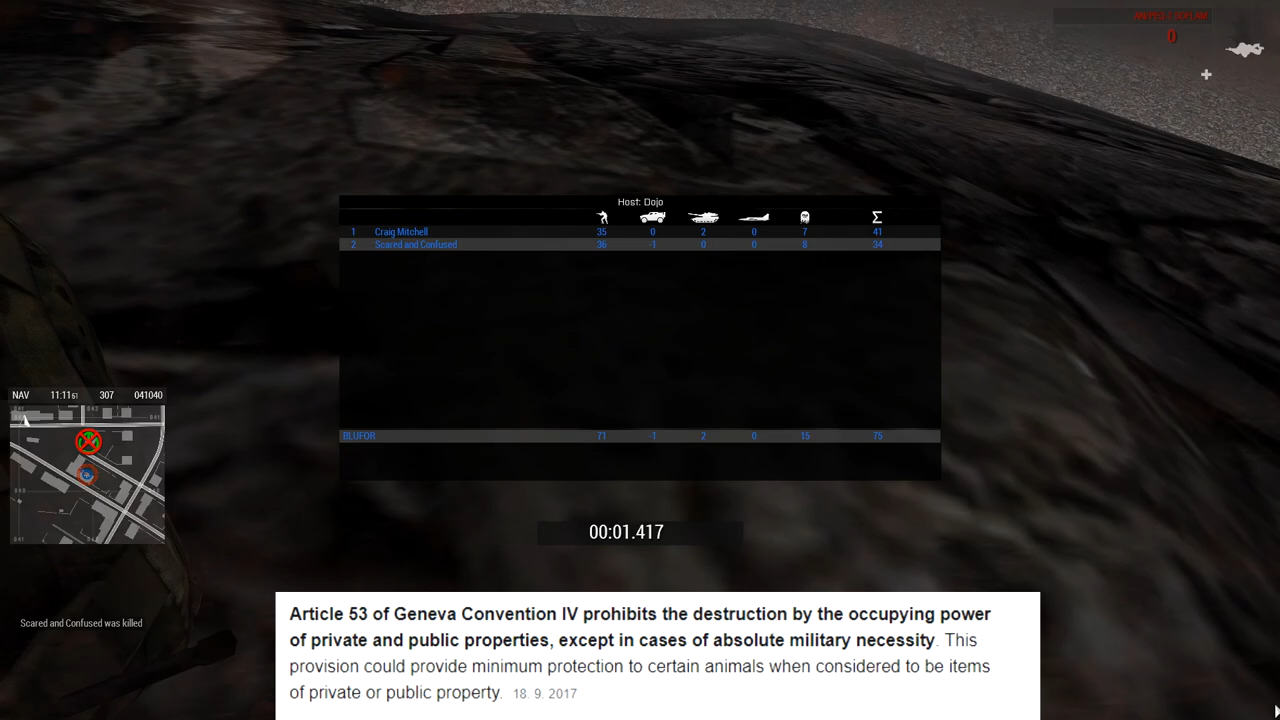 0
Host: Dojo
Σ
1 Craig Mitchell 35 0 2 0 7 41
2 Scared and Confused 36 -1 0 0 8 34
BLUFOR 71 -1 2 0 15 75
NAV 11:11 51 307 041040
00:01.417
Scared and Confused was killed
Article 53 of Geneva Convention IV prohibits the destruction by the occupying power
of private and public properties, except in cases of absolute military necessity. This
provision could provide minimum protection to certain animals when considered to be items
of private or public property. 18. 9. 2017